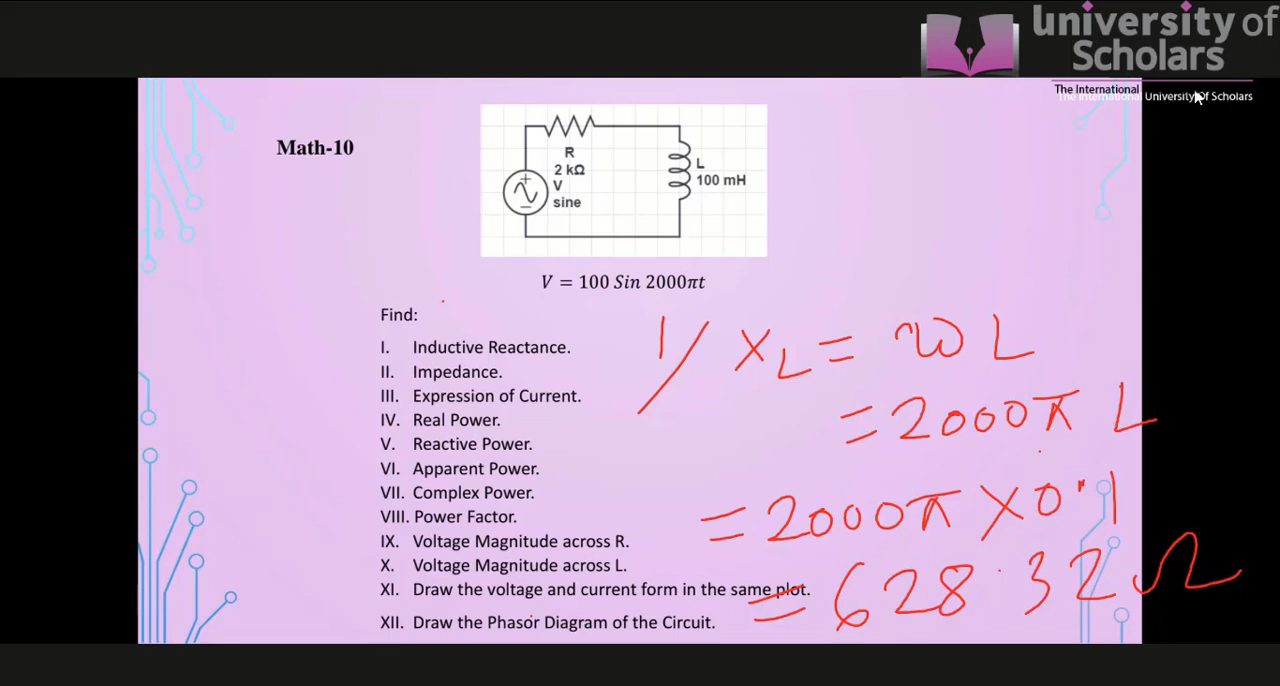 university of
Scholars
The International
The International University Of Scholars
Math-10
R
2 kΩ
V
sine
L
100 mH
V = 100 Sin 2000πt
Find:
I. Inductive Reactance.
II. Impedance.
III. Expression of Current.
IV. Real Power.
V. Reactive Power.
VI. Apparent Power.
VII. Complex Power.
VIII. Power Factor.
IX. Voltage Magnitude across R.
X. Voltage Magnitude across L.
XI. Draw the voltage and current form in the same plot.
XII. Draw the Phasor Diagram of the Circuit.
1/ X_L = ω L
= 2000π L
= 2000π × 0.1
= 628.32 Ω